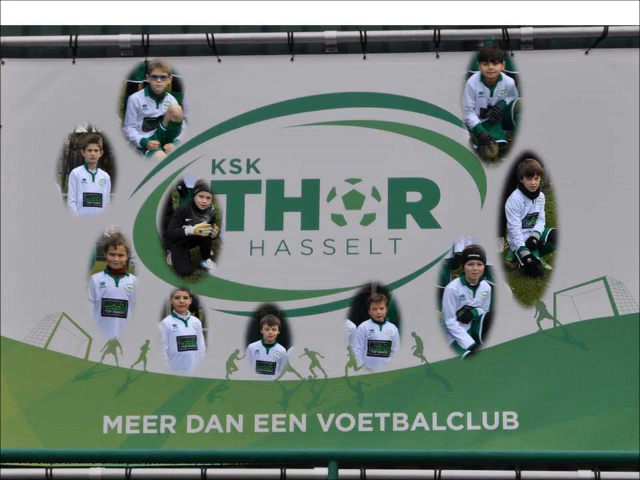 KSK
THOR
HASSELT
MEER DAN EEN VOETBALCLUB